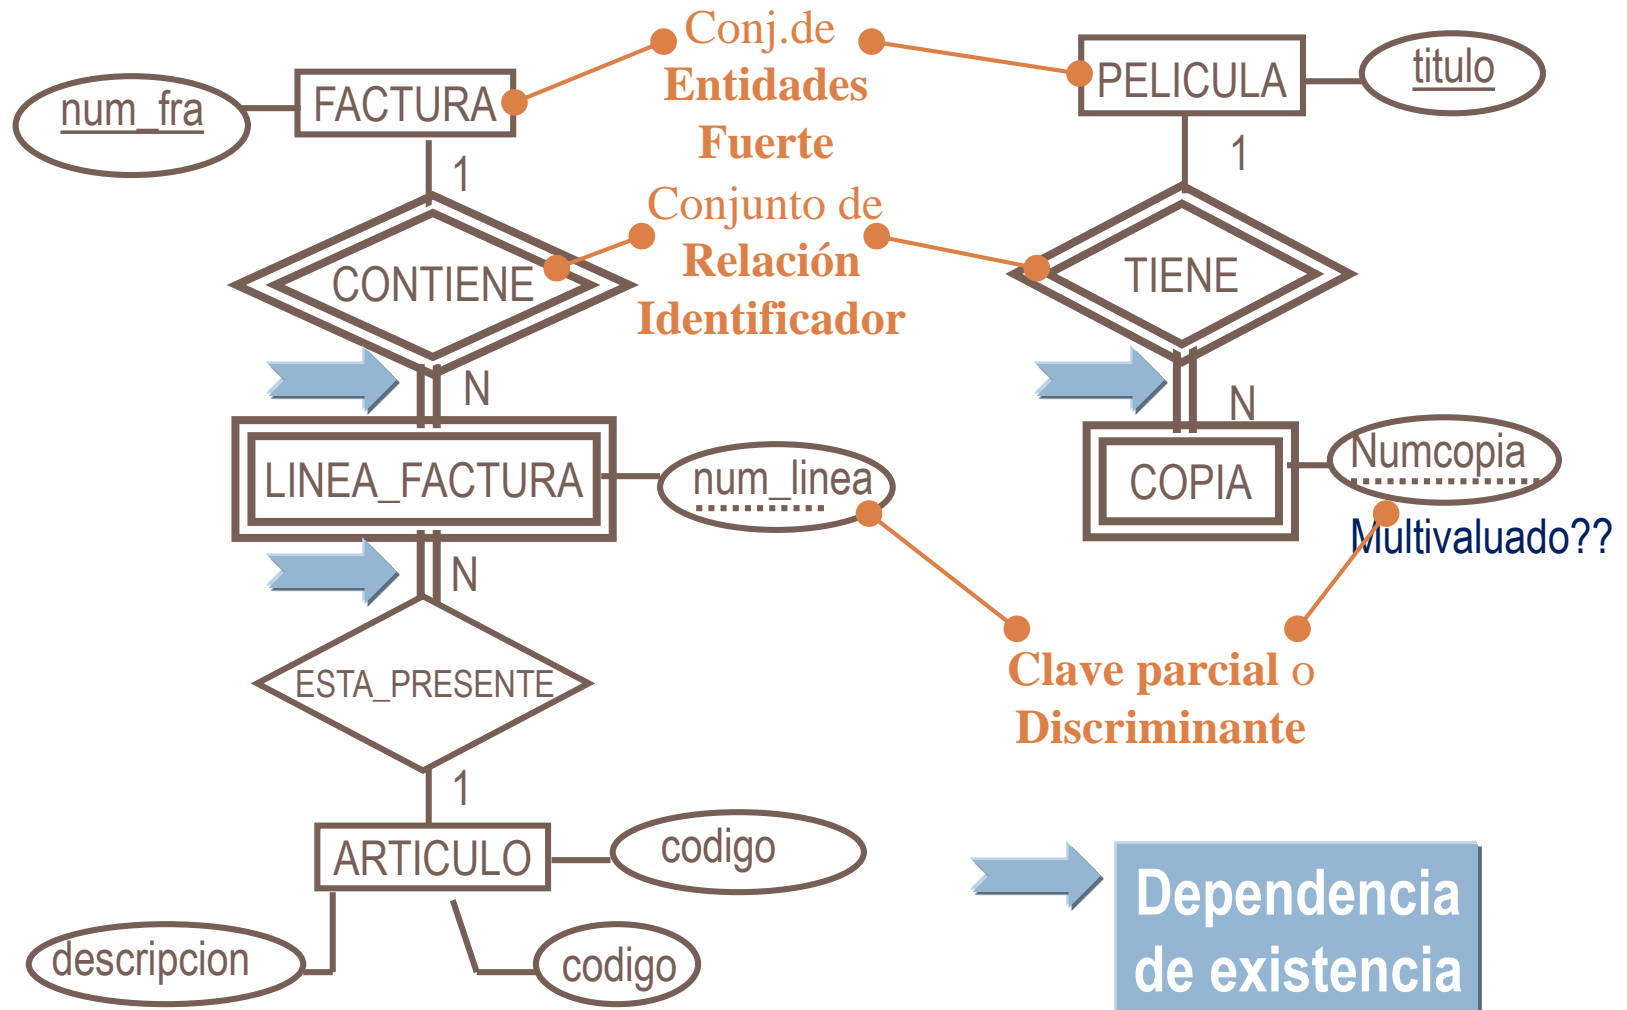 Conj.de
Entidades
Fuerte
FACTURA
num_fra
PELICULA
titulo
1
1
Conjunto de
Relación
Identificador
CONTIENE
TIENE
N
N
LINEA_FACTURA
num_linea
COPIA
Numcopia
Multivaluado??
N
ESTA_PRESENTE
Clave parcial o
Discriminante
1
ARTICULO
codigo
descripcion
codigo
Dependencia
de existencia